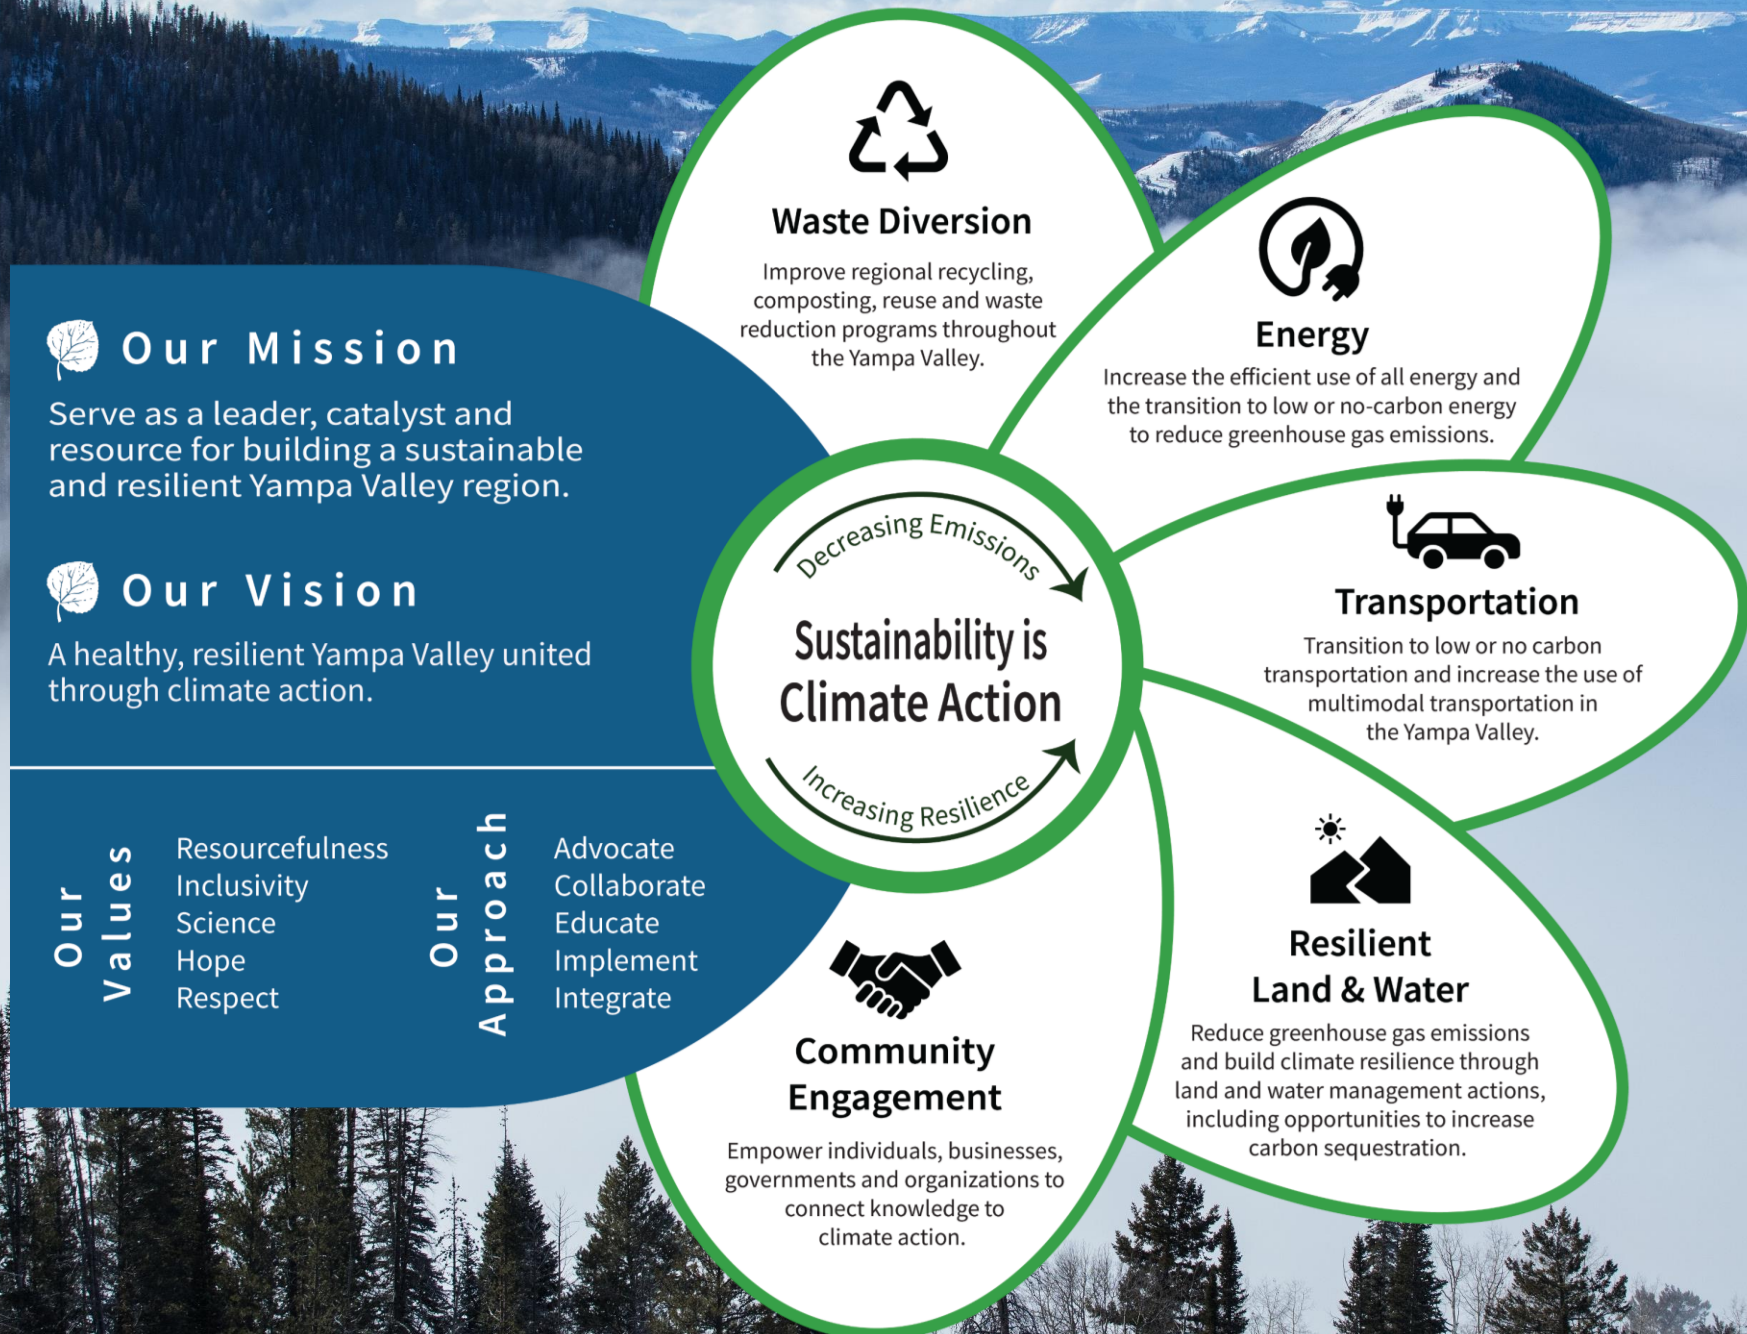 Our Mission
Serve as a leader, catalyst and
resource for building a sustainable
and resilient Yampa Valley region.
Our Vision
A healthy, resilient Yampa Valley united
through climate action.
Our
Values
Resourcefulness
Inclusivity
Science
Hope
Respect
Our
Approach
Advocate
Collaborate
Educate
Implement
Integrate
Decreasing Emissions
Sustainability is
Climate Action
Increasing Resilience
Waste Diversion
Improve regional recycling,
composting, reuse and waste
reduction programs throughout
the Yampa Valley.
Energy
Increase the efficient use of all energy and
the transition to low or no-carbon energy
to reduce greenhouse gas emissions.
Transportation
Transition to low or no carbon
transportation and increase the use of
multimodal transportation in
the Yampa Valley.
Resilient
Land & Water
Reduce greenhouse gas emissions
and build climate resilience through
land and water management actions,
including opportunities to increase
carbon sequestration.
Community
Engagement
Empower individuals, businesses,
governments and organizations to
connect knowledge to
climate action.